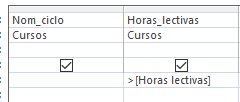 Nom_ciclo Horas_lectivas
Cursos Cursos
>[Horas lectivas]